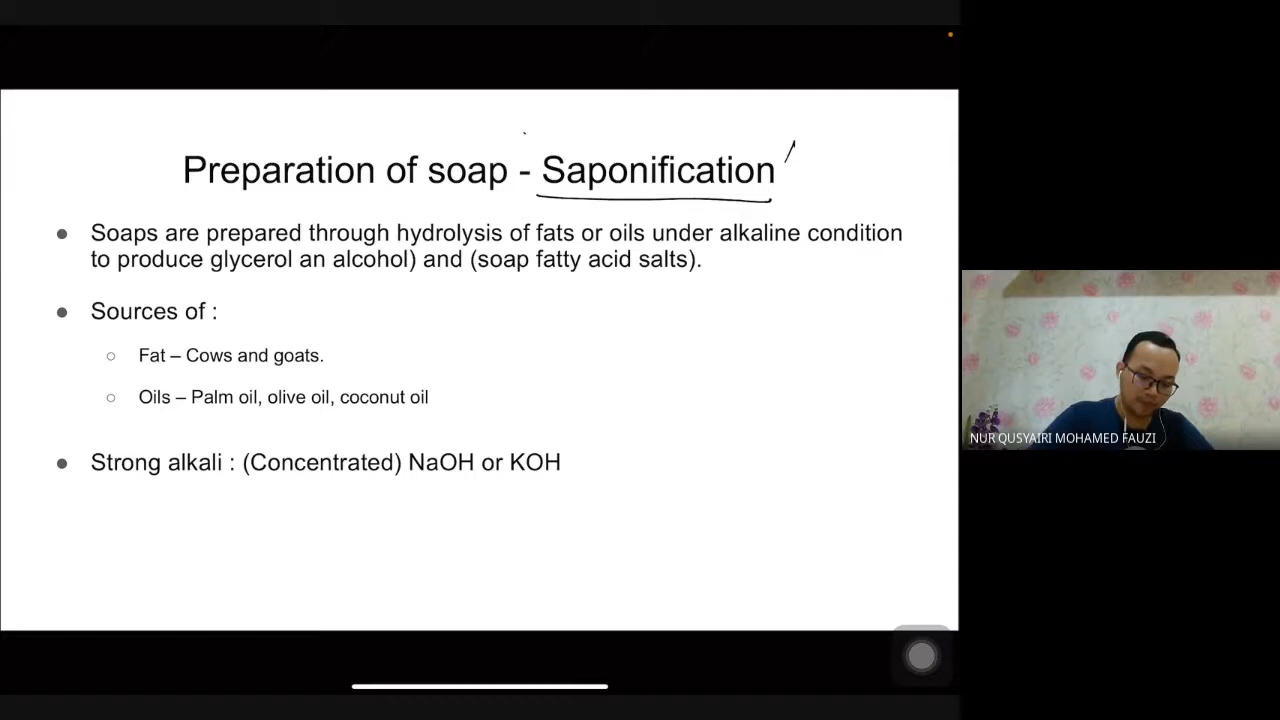 Preparation of soap - Saponification
Soaps are prepared through hydrolysis of fats or oils under alkaline condition
to produce glycerol an alcohol) and (soap fatty acid salts).
Sources of :
Fat – Cows and goats.
Oils – Palm oil, olive oil, coconut oil
Strong alkali : (Concentrated) NaOH or KOH
NUR QUSYAIRI MOHAMED FAUZI